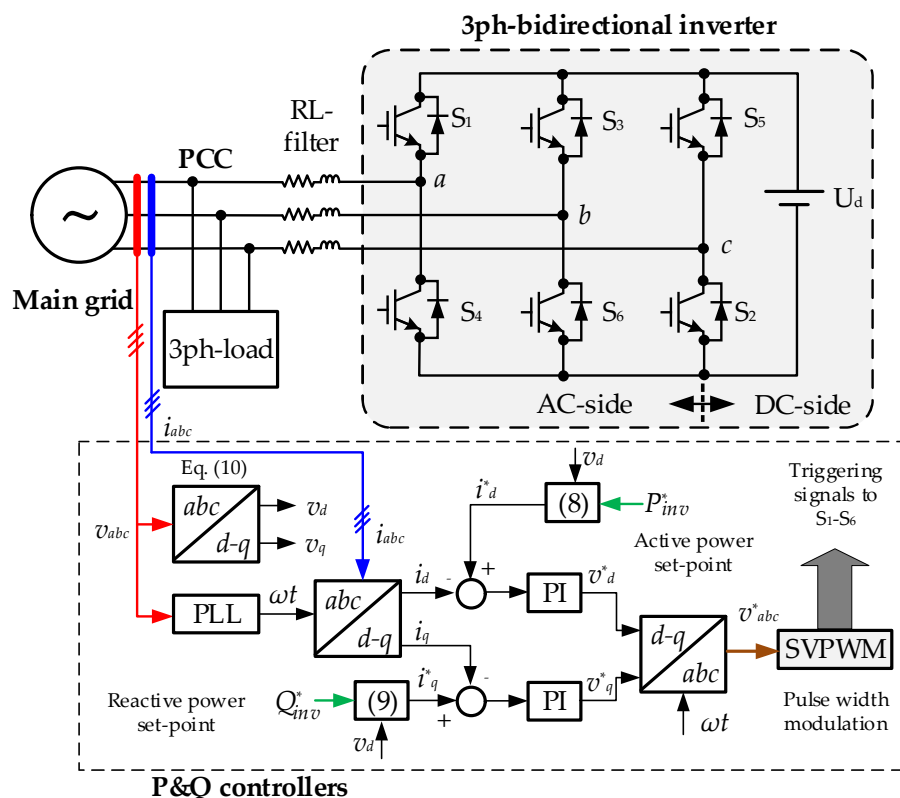 3ph-bidirectional inverter
RL-
filter
PCC
S1
S3
S5
a
b
c
Ud
~
Main grid
3ph-load
S4
S6
S2
AC-side
DC-side
iabc
Eq. (10)
abc
d-q
vd
vq
vabc
PLL
ωt
iabc
abc
d-q
id
iq
vd
i*d
(8)
P*inv
Active power
set-point
-
+
PI
v*d
Triggering
signals to
S1-S6
d-q
abc
v*abc
SVPWM
Pulse width
modulation
ωt
Reactive power
set-point
Q*inv
(9)
vd
i*q
+
-
PI
v*q
P&Q controllers